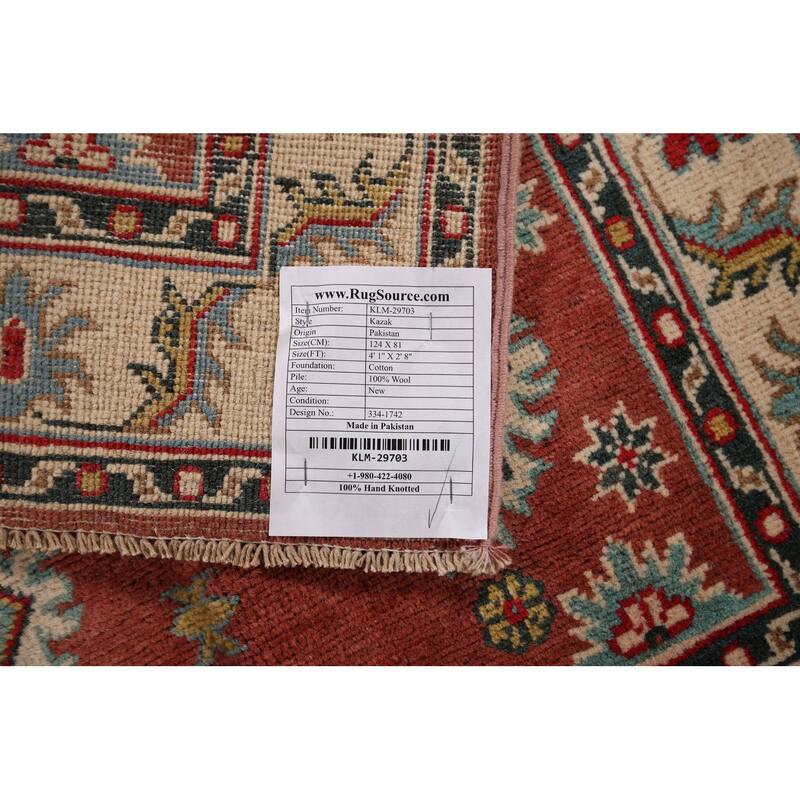 www.RugSource.com
Item Number: KLM-29703
Style Kazak
Origin Pakistan
Size(CM): 124 X 81
Size(FT): 4' 1" X 2' 8"
Foundation: Cotton
Pile: 100% Wool
Age: New
Condition:
Design No.: 334-1742
Made in Pakistan
KLM-29703
+1-980-422-4080
100% Hand Knotted